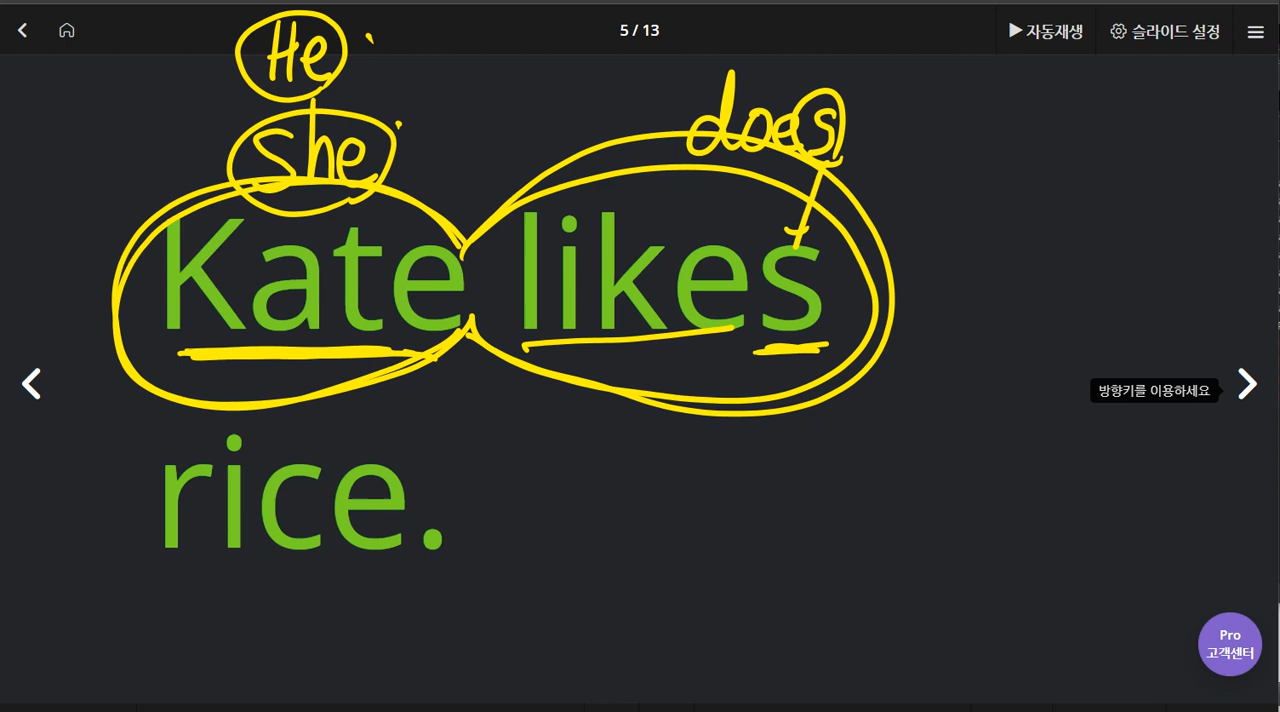 5 / 13
▶ 자동재생
슬라이드 설정
He
She
does
Kate likes
rice.
방향키를 이용하세요
Pro
고객센터